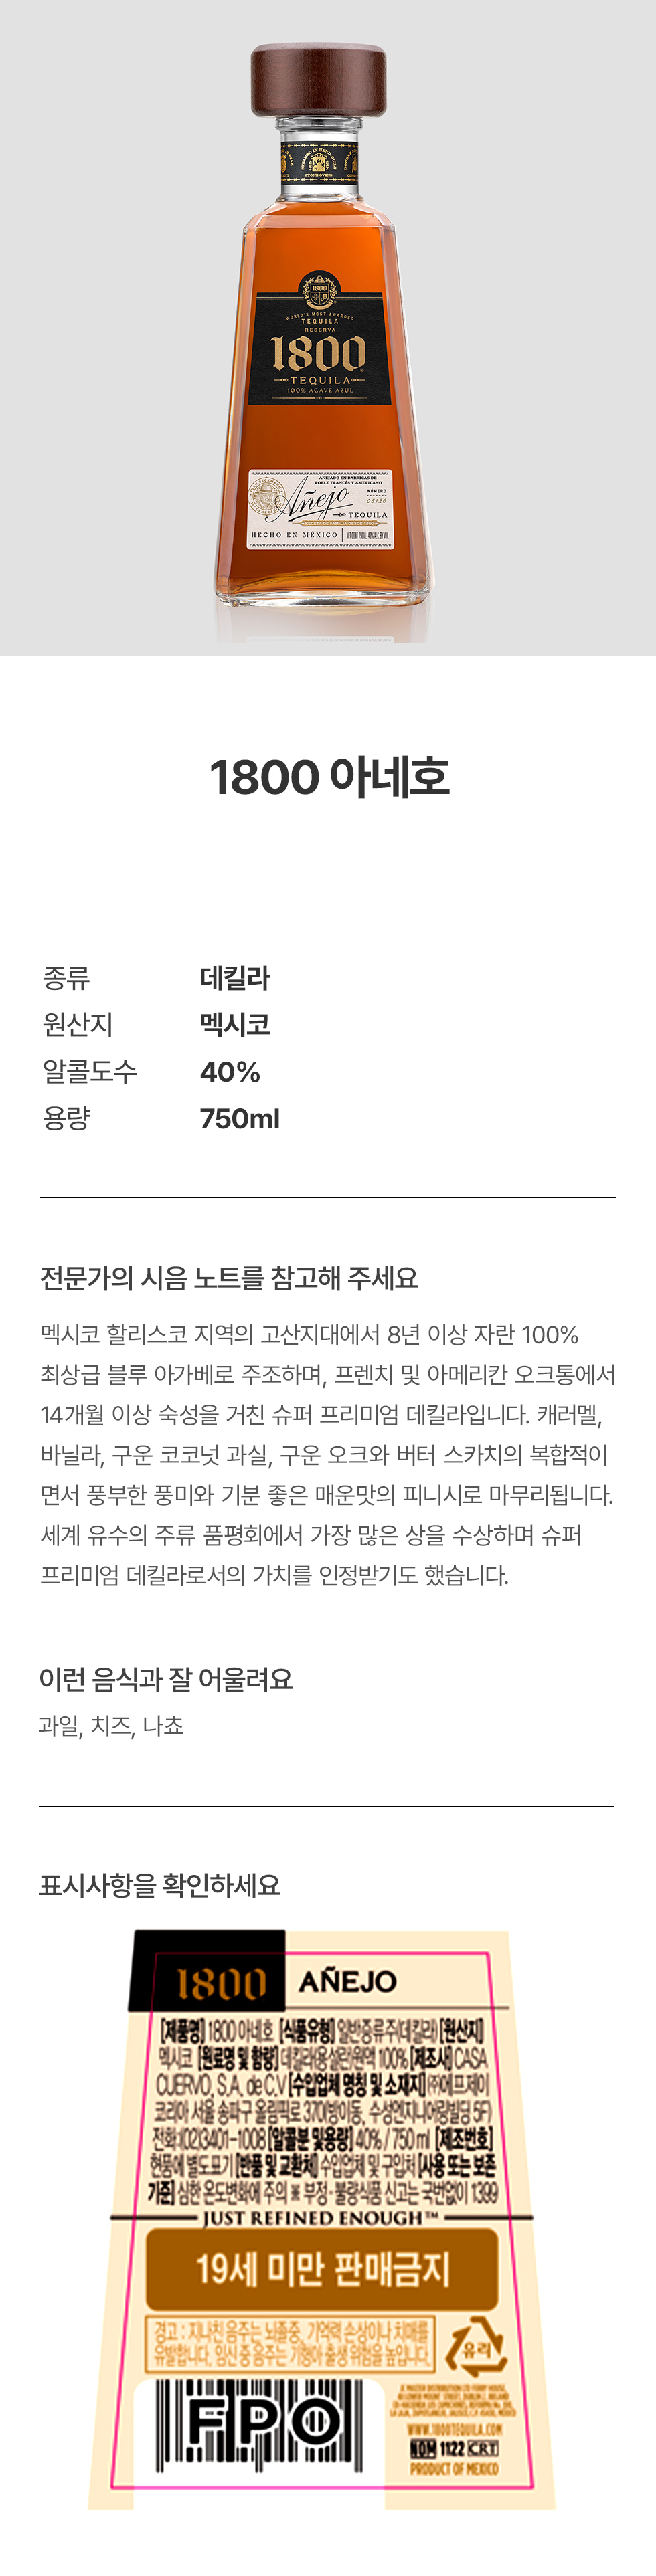 1800
WORLD'S MOST AWARDED
TEQUILA
RESERVA
1800
TEQUILA
100% AGAVE AZUL
AÑEJADO EN BARRICAS DE
ROBLE FRANCÉS Y AMERICANO
Añejo
NÚMERO
05126
TEQUILA
RECETA DE FAMILIA DESDE 1800
HECHO EN MÉXICO
1800 아네호
종류 데킬라
원산지 멕시코
알콜도수 40%
용량 750ml
전문가의 시음 노트를 참고해 주세요
멕시코 할리스코 지역의 고산지대에서 8년 이상 자란 100%
최상급 블루 아가베로 주조하며, 프렌치 및 아메리칸 오크통에서
14개월 이상 숙성을 거친 슈퍼 프리미엄 데킬라입니다. 캐러멜,
바닐라, 구운 코코넛 과실, 구운 오크와 버터 스카치의 복합적이
면서 풍부한 풍미와 기분 좋은 매운맛의 피니시로 마무리됩니다.
세계 유수의 주류 품평회에서 가장 많은 상을 수상하며 슈퍼
프리미엄 데킬라로서의 가치를 인정받기도 했습니다.
이런 음식과 잘 어울려요
과일, 치즈, 나쵸
표시사항을 확인하세요
1800 AÑEJO
[제품명] 1800 아네호 [식품유형] 일반증류주(데킬라) [원산지]
멕시코 [원료명 및 함량] 데킬라용설란원액 100% [제조사] CASA
CUERVO, S.A. de C.V [수입업체 명칭 및 소재지] ㈜에프제이
코리아 서울 송파구 올림픽로 370(방이동, 수성엔지니어링빌딩 5F)
전화:(02)3401-1008 [알콜분 및 용량] 40% / 750 ml [제조번호]
현품에 별도표기 [반품 및 교환처] 수입업체 및 구입처 [사용 또는 보존
기준] 심한 온도변화에 주의 ※ 부정·불량식품 신고는 국번없이 1399
JUST REFINED ENOUGH™
19세 미만 판매금지
경고 : 지나친 음주는 뇌졸중, 기억력 손상이나 치매를
유발합니다. 임신 중 음주는 기형아 출생 위험을 높입니다.
유리
FPO
WWW.1800TEQUILA.COM
NOM 1122 CRT
PRODUCT OF MEXICO